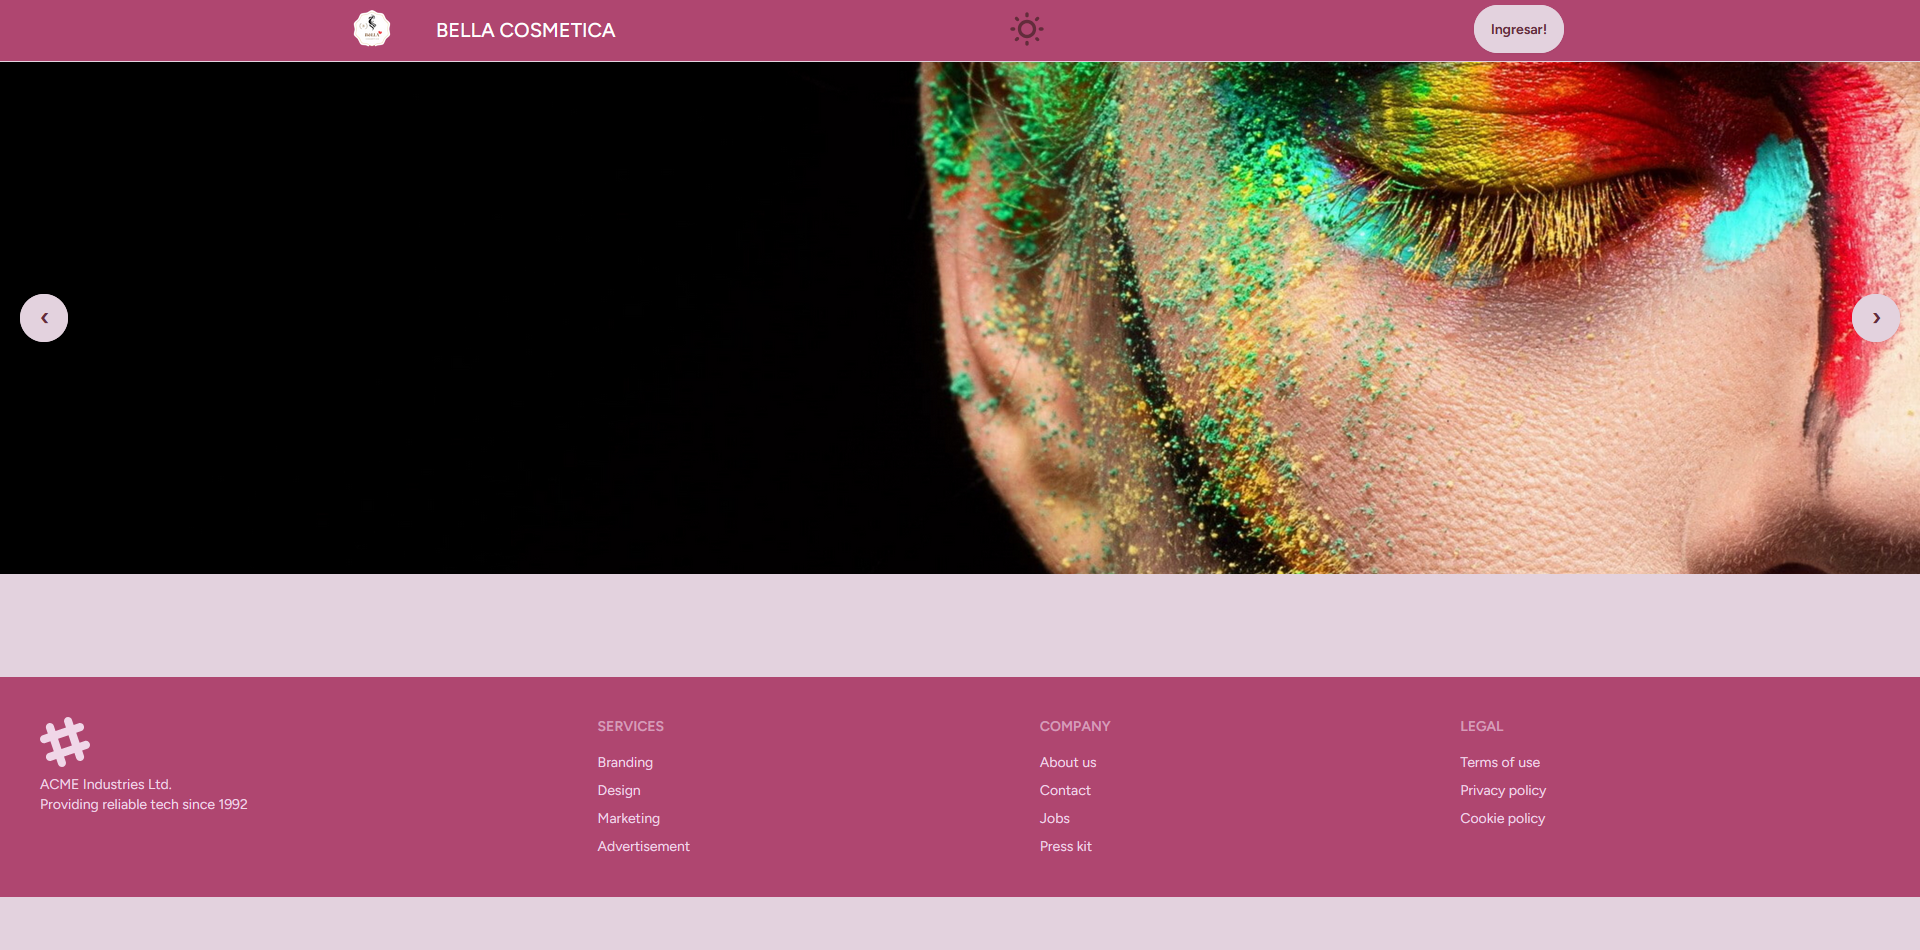 BELLA COSMETICA
Ingresar!
‹
›
ACME Industries Ltd.
Providing reliable tech since 1992
SERVICES
Branding
Design
Marketing
Advertisement
COMPANY
About us
Contact
Jobs
Press kit
LEGAL
Terms of use
Privacy policy
Cookie policy